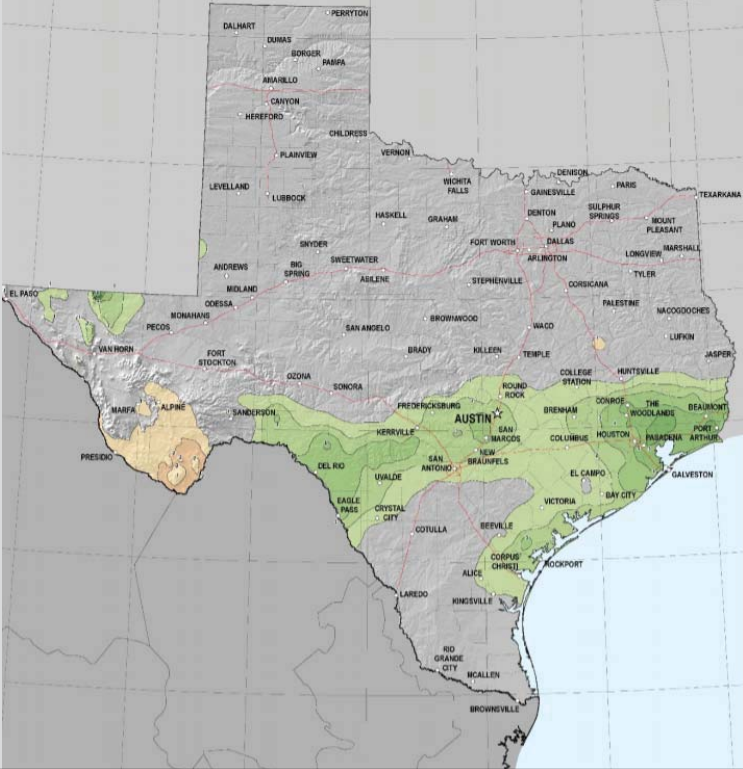 PERRYTON
DALHART
DUMAS
BORGER
PAMPA
AMARILLO
CANYON
HEREFORD
CHILDRESS
VERNON
PLAINVIEW
WICHITA
FALLS
DENISON
GAINESVILLE
PARIS
TEXARKANA
LEVELLAND
LUBBOCK
HASKELL
GRAHAM
DENTON
PLANO
SULPHUR
SPRINGS
MOUNT
PLEASANT
SNYDER
SWEETWATER
FORT WORTH
DALLAS
ARLINGTON
LONGVIEW
MARSHALL
TYLER
ANDREWS
BIG
SPRING
ABILENE
STEPHENVILLE
CORSICANA
EL PASO
MIDLAND
ODESSA
MONAHANS
PECOS
SAN ANGELO
BROWNWOOD
WACO
PALESTINE
NACOGDOCHES
LUFKIN
VAN HORN
FORT
STOCKTON
BRADY
KILLEEN
TEMPLE
JASPER
OZONA
SONORA
COLLEGE
STATION
HUNTSVILLE
ROUND
ROCK
MARFA
ALPINE
SANDERSON
FREDERICKSBURG
AUSTIN
BRENHAM
CONROE
THE
WOODLANDS
BEAUMONT
KERRVILLE
SAN
MARCOS
COLUMBUS
HOUSTON
PASADENA
PORT
ARTHUR
PRESIDIO
DEL RIO
SAN
ANTONIO
NEW
BRAUNFELS
GALVESTON
UVALDE
EL CAMPO
EAGLE
PASS
CRYSTAL
CITY
VICTORIA
BAY CITY
COTULLA
BEEVILLE
CORPUS
CHRISTI
ROCKPORT
ALICE
LAREDO
KINGSVILLE
RIO
GRANDE
CITY
MCALLEN
BROWNSVILLE